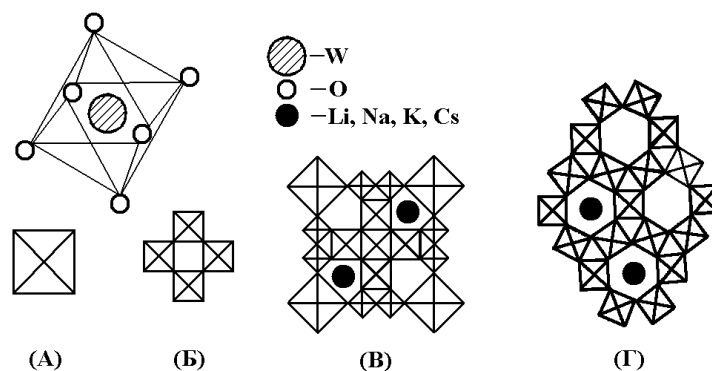 –W
–O
–Li, Na, K, Cs
(А)
(Б)
(В)
(Г)